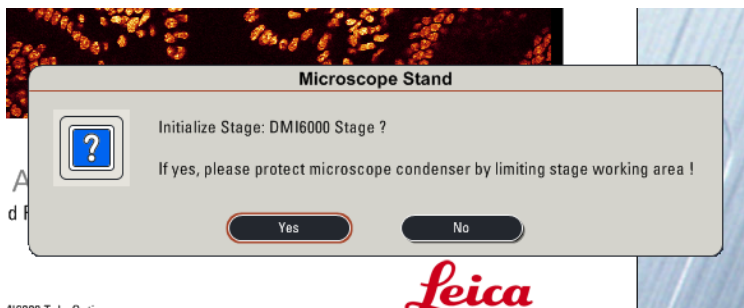 Microscope Stand
Initialize Stage: DMI6000 Stage ?
If yes, please protect microscope condenser by limiting stage working area !
Yes
No
A
d F
Leica